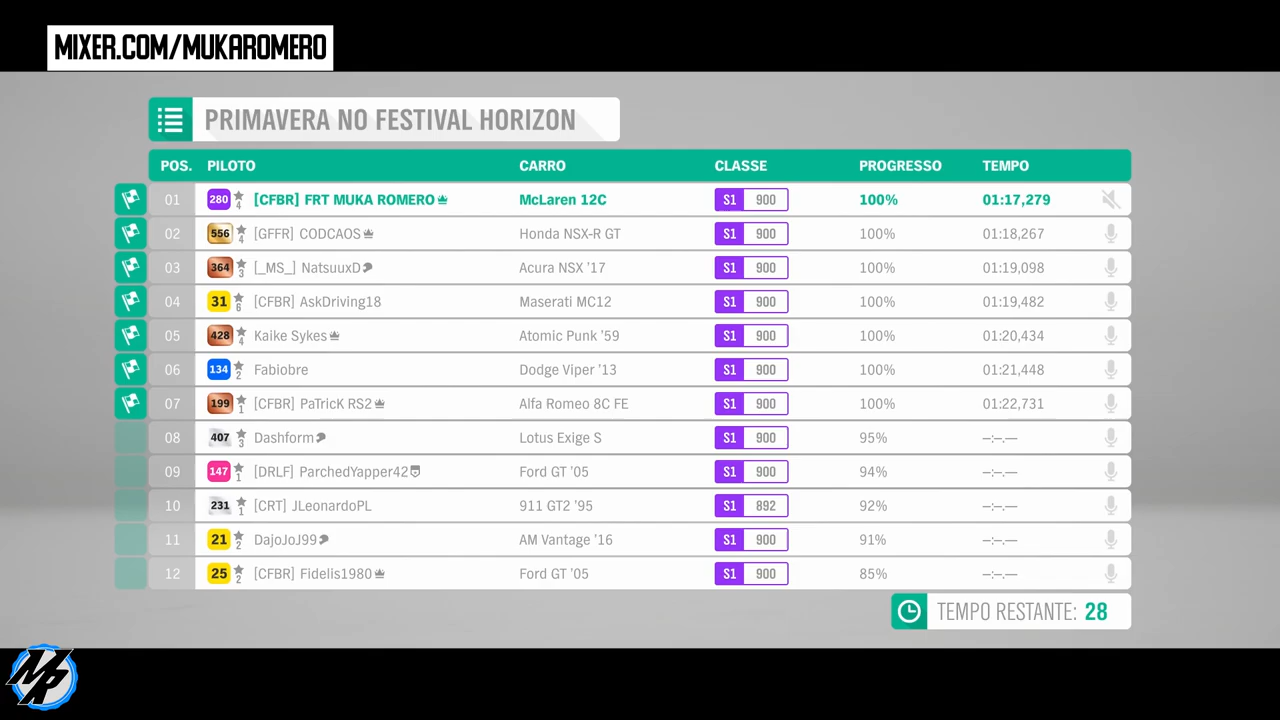 MIXER.COM/MUKAROMERO
PRIMAVERA NO FESTIVAL HORIZON
POS. PILOTO CARRO CLASSE PROGRESSO TEMPO
01 280 4 [CFBR] FRT MUKA ROMERO McLaren 12C S1 900 100% 01:17,279
02 556 4 [GFFR] CODCAOS Honda NSX-R GT S1 900 100% 01:18,267
03 364 3 [_MS_] NatsuuxD Acura NSX '17 S1 900 100% 01:19,098
04 31 6 [CFBR] AskDriving18 Maserati MC12 S1 900 100% 01:19,482
05 428 4 Kaike Sykes Atomic Punk '59 S1 900 100% 01:20,434
06 134 2 Fabiobre Dodge Viper '13 S1 900 100% 01:21,448
07 199 1 [CFBR] PaTricK RS2 Alfa Romeo 8C FE S1 900 100% 01:22,731
08 407 3 Dashform Lotus Exige S S1 900 95% --:--.---
09 147 1 [DRLF] ParchedYapper42 Ford GT '05 S1 900 94% --:--.---
10 231 1 [CRT] JLeonardoPL 911 GT2 '95 S1 892 92% --:--.---
11 21 2 DajoJoJ99 AM Vantage '16 S1 900 91% --:--.---
12 25 2 [CFBR] Fidelis1980 Ford GT '05 S1 900 85% --:--.---
TEMPO RESTANTE: 28
MR